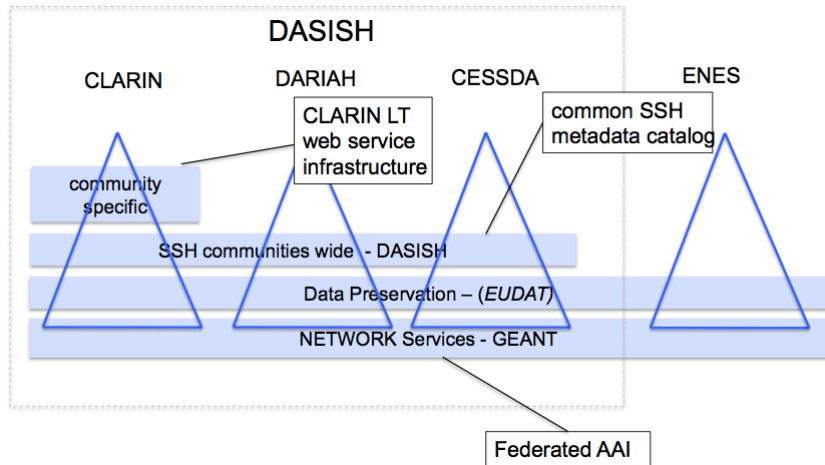 DASISH
CLARIN
DARIAH
CESSDA
ENES
CLARIN LT
web service
infrastructure
common SSH
metadata catalog
community
specific
SSH communities wide - DASISH
Data Preservation – (EUDAT)
NETWORK Services - GEANT
Federated AAI